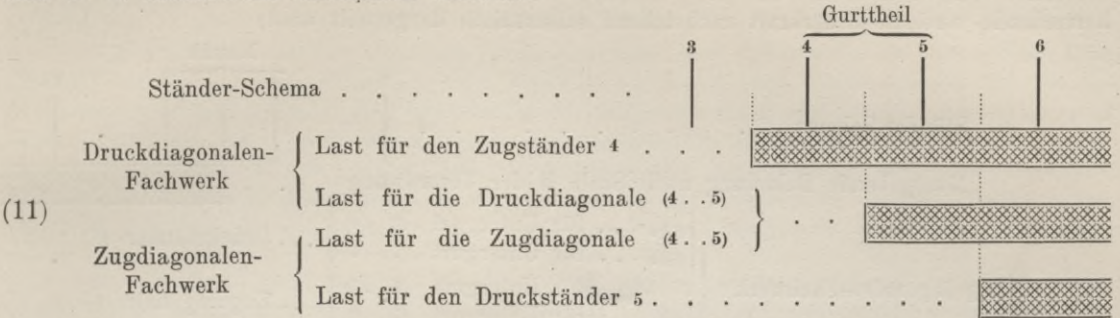 Gurttheil
3 4 5 6
Ständer-Schema . . . . . . . . .
Druckdiagonalen-Fachwerk
Last für den Zugständer 4 . . .
Last für die Druckdiagonale (4 . . 5)
(11)
Last für die Zugdiagonale (4 . . 5) . .
Zugdiagonalen-Fachwerk
Last für den Druckständer 5 . . . . . . . . . .